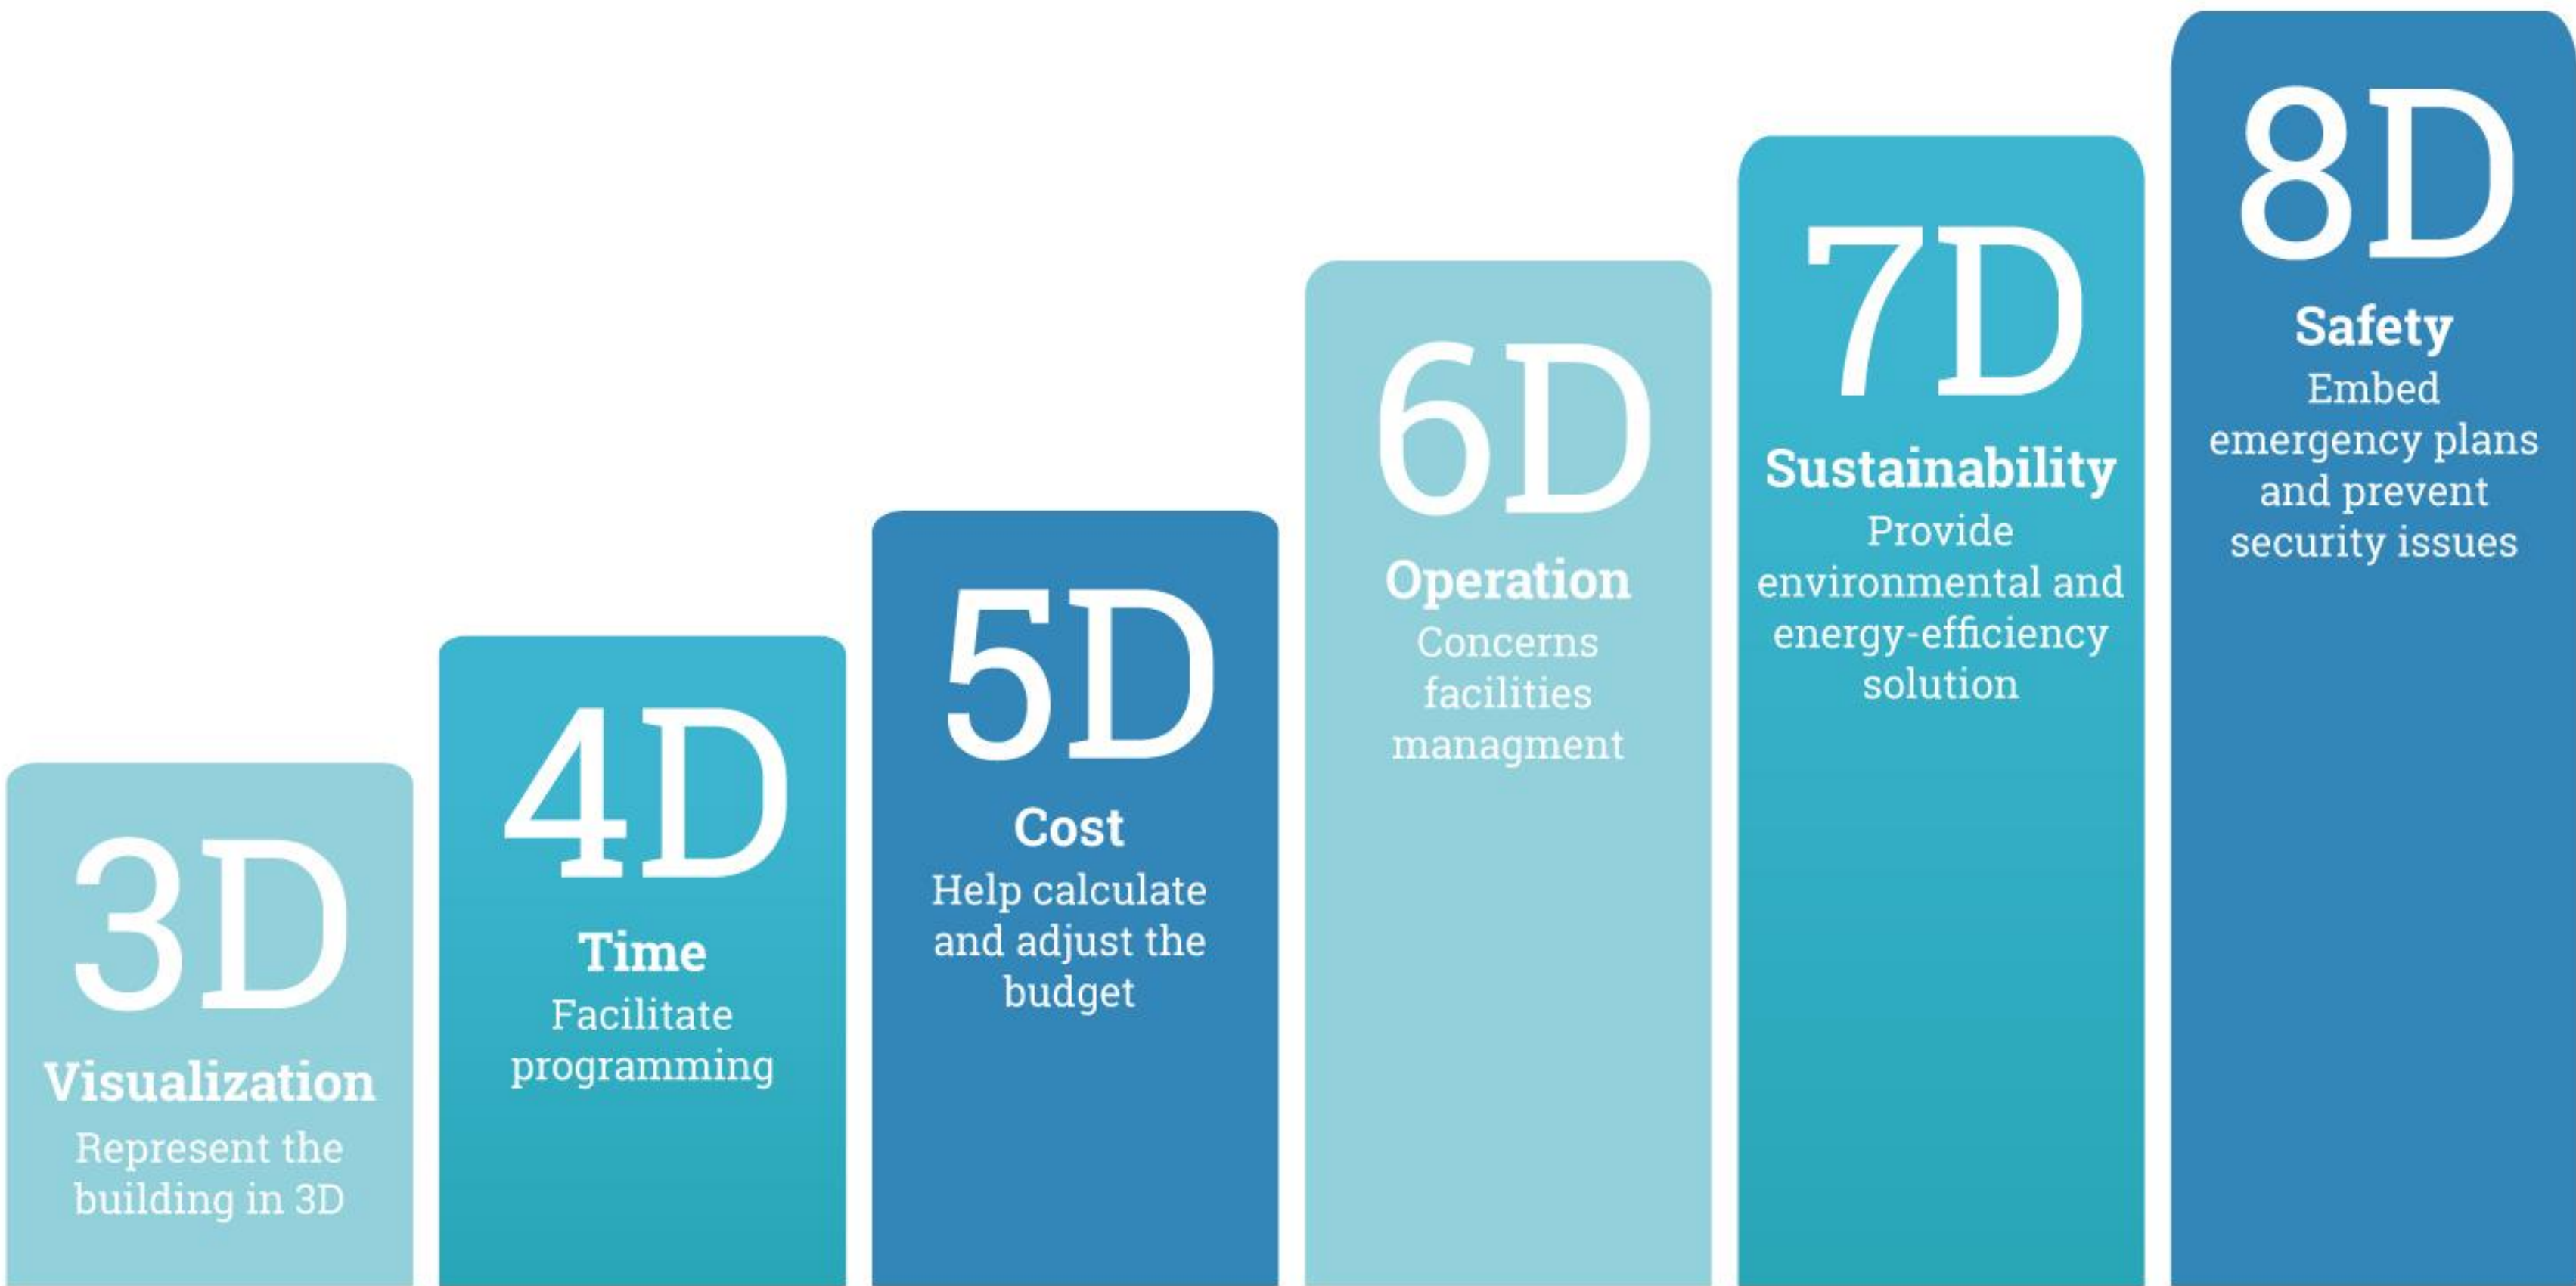 3D
Visualization
Represent the
building in 3D
4D
Time
Facilitate
programming
5D
Cost
Help calculate
and adjust the
budget
6D
Operation
Concerns
facilities
managment
7D
Sustainability
Provide
environmental and
energy-efficiency
solution
8D
Safety
Embed
emergency plans
and prevent
security issues